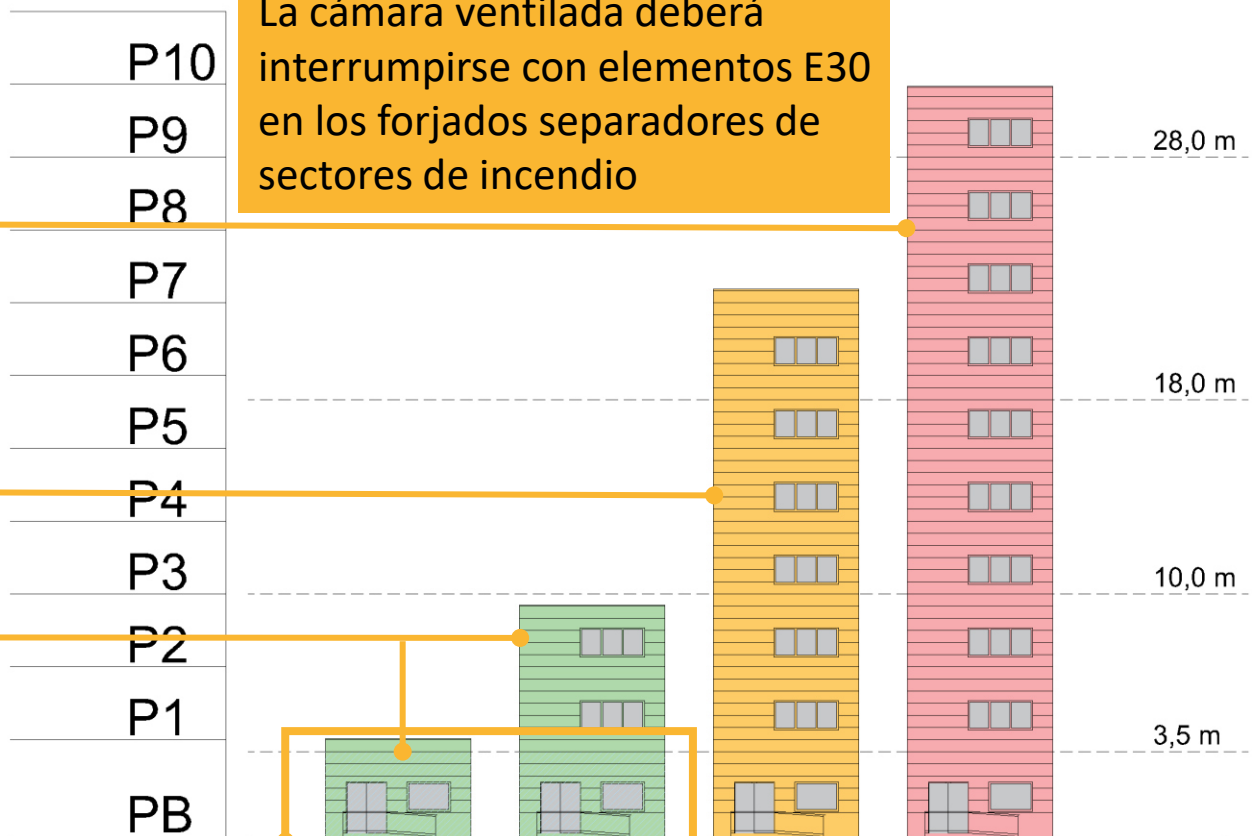 La cámara ventilada deberá
interrumpirse con elementos E30
en los forjados separadores de
sectores de incendio
P10
P9
28,0 m
P8
P7
P6
18,0 m
P5
P4
P3
10,0 m
P2
P1
3,5 m
PB